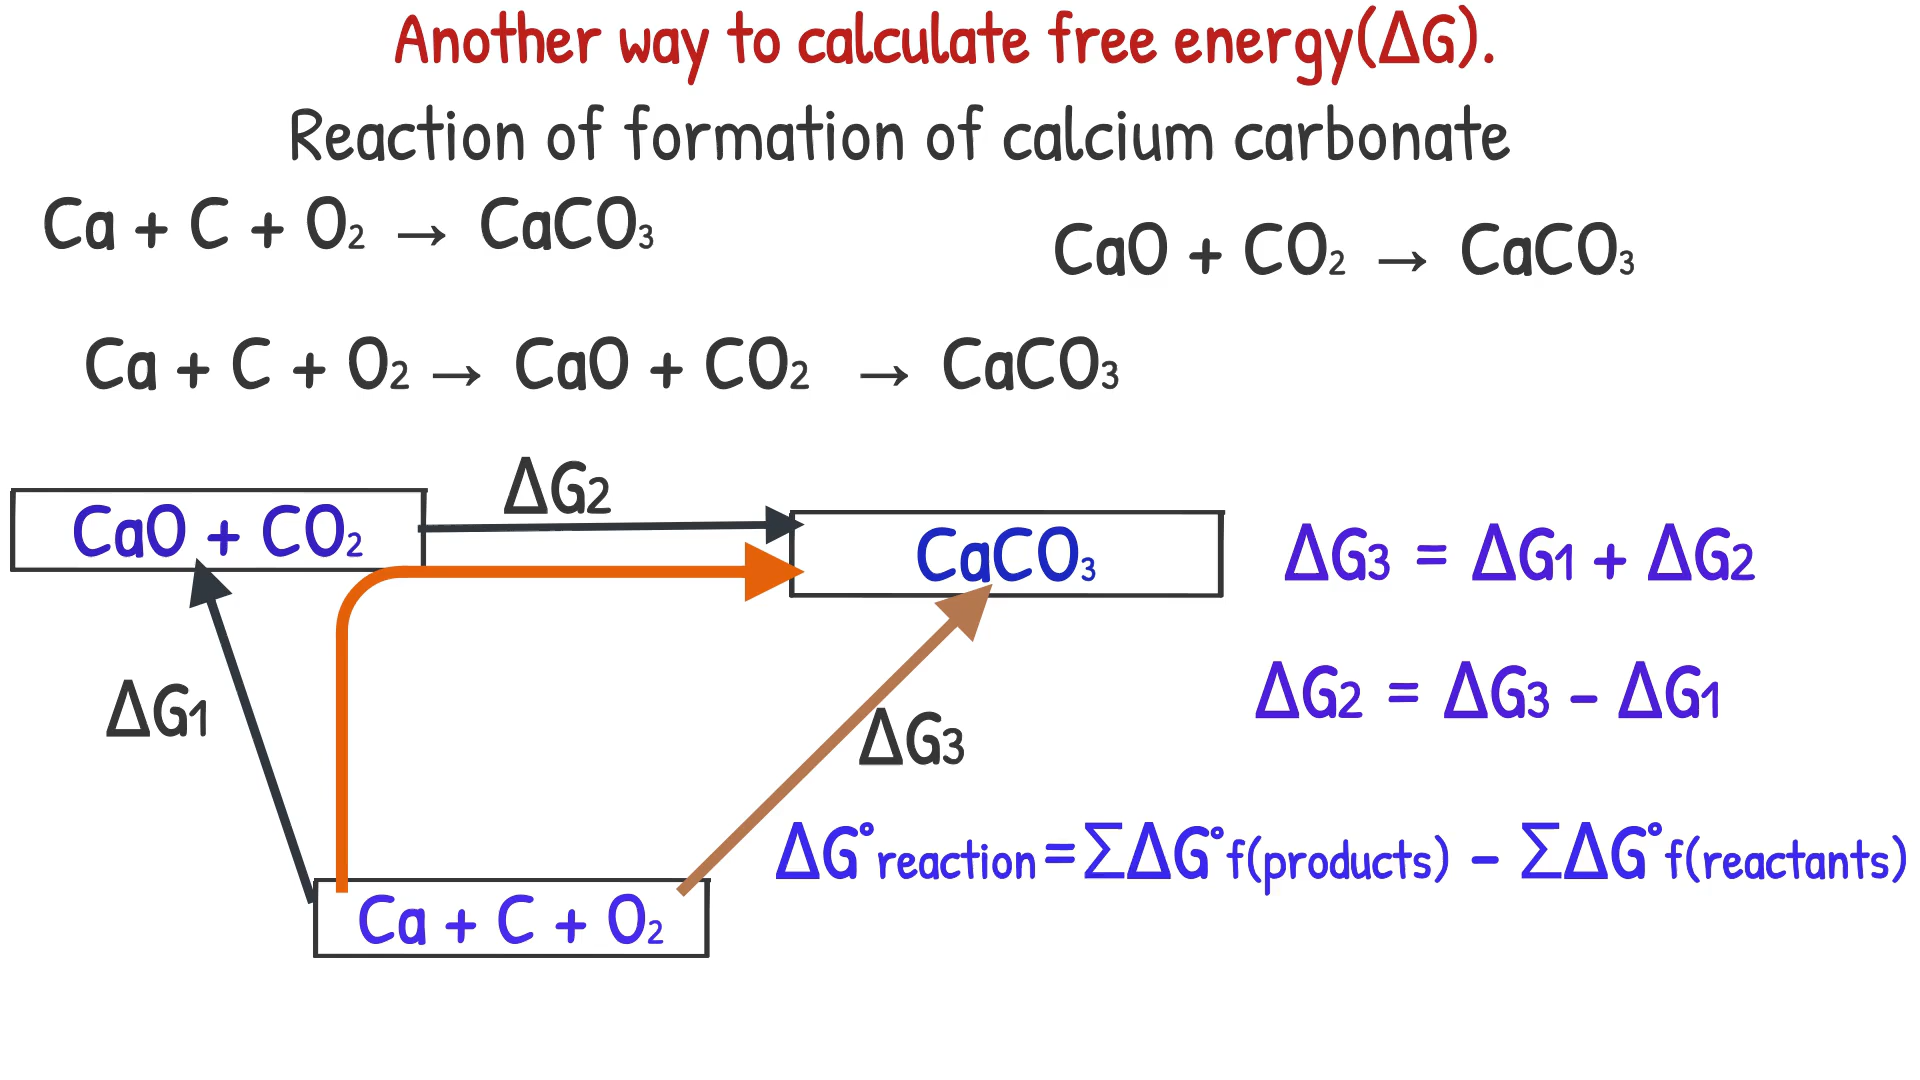 Another way to calculate free energy(ΔG).
Reaction of formation of calcium carbonate
Ca + C + O₂ → CaCO₃
CaO + CO₂ → CaCO₃
Ca + C + O₂ → CaO + CO₂ → CaCO₃
ΔG2
CaO + CO₂
CaCO₃
ΔG3 = ΔG1 + ΔG2
ΔG2 = ΔG3 - ΔG1
ΔG1
ΔG3
ΔG°reaction=ΣΔG°f(products) - ΣΔG°f(reactants)
Ca + C + O₂